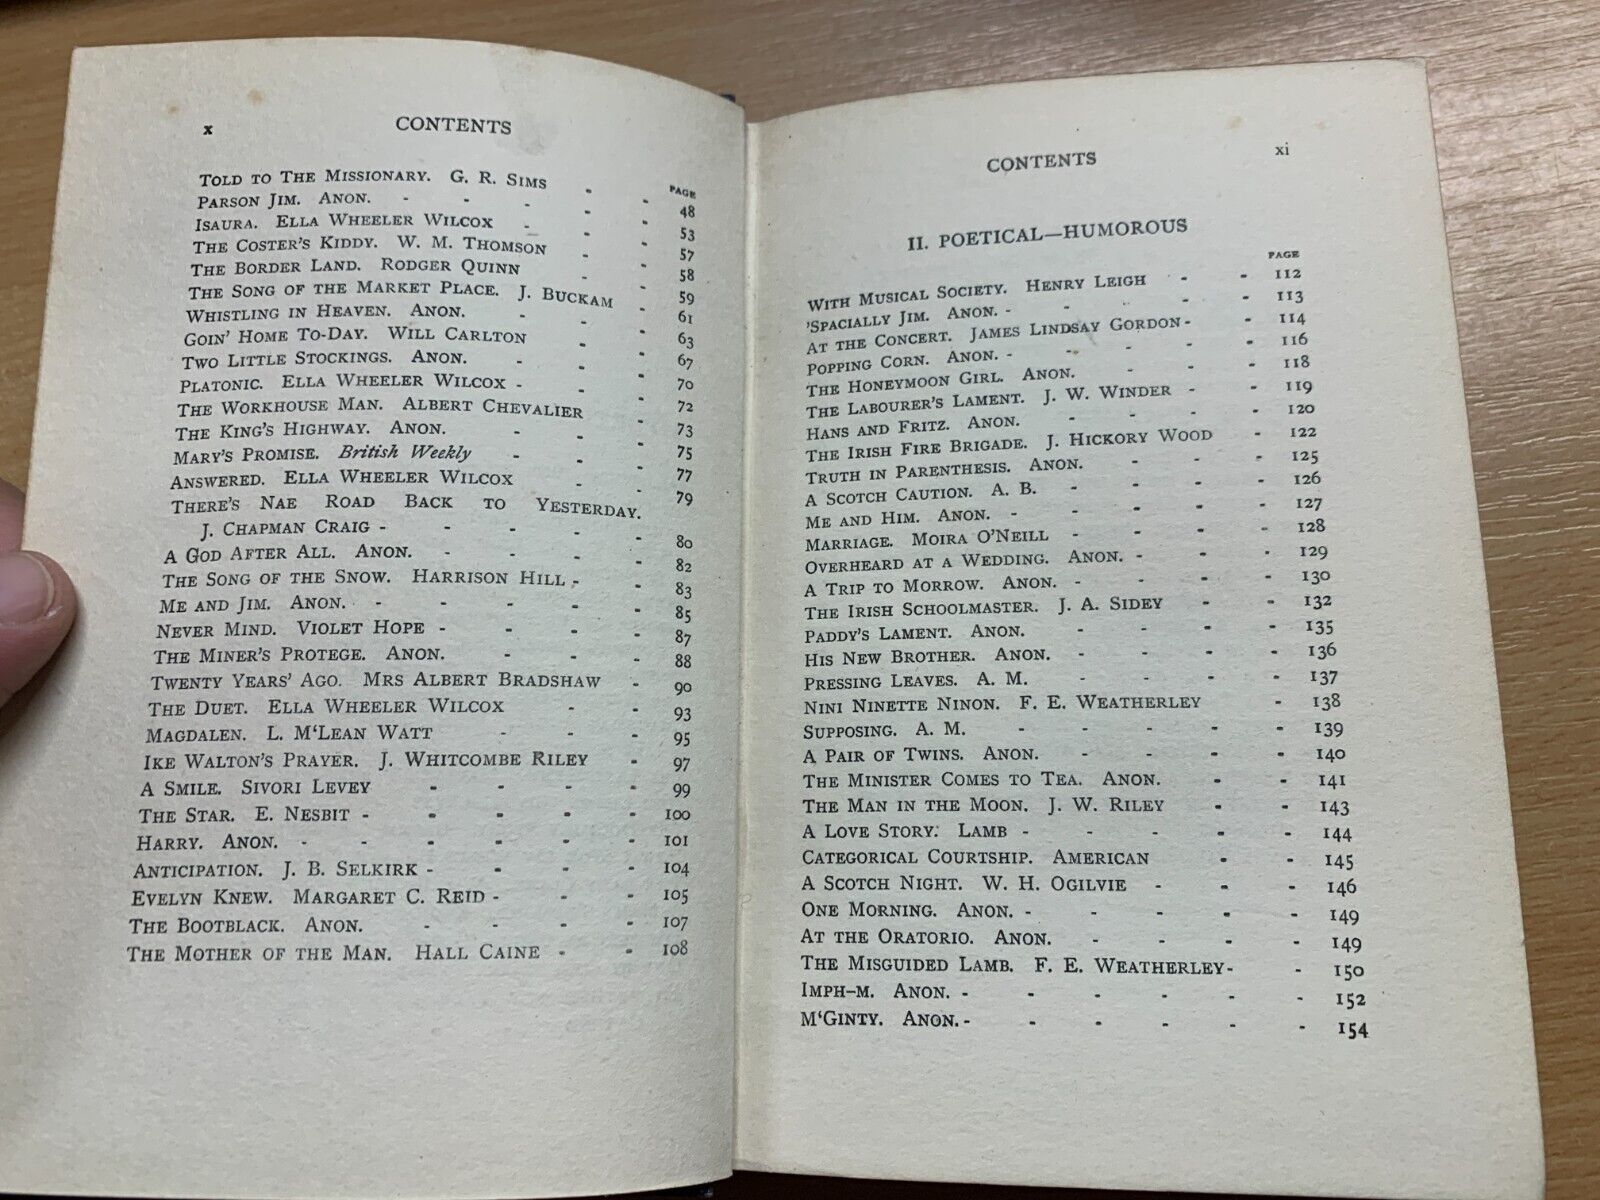 x CONTENTS
PAGE
TOLD TO THE MISSIONARY. G. R. SIMS - 48
PARSON JIM. ANON. - - - - 53
ISAURA. ELLA WHEELER WILCOX - - - 57
THE COSTER'S KIDDY. W. M. THOMSON - - 58
THE BORDER LAND. RODGER QUINN - - 59
THE SONG OF THE MARKET PLACE. J. BUCKAM - 61
WHISTLING IN HEAVEN. ANON. - - - 63
GOIN' HOME TO-DAY. WILL CARLTON - - 67
TWO LITTLE STOCKINGS. ANON. - - - 70
PLATONIC. ELLA WHEELER WILCOX - - - 72
THE WORKHOUSE MAN. ALBERT CHEVALIER - 73
THE KING'S HIGHWAY. ANON. - - - 75
MARY'S PROMISE. British Weekly - - - 77
ANSWERED. ELLA WHEELER WILCOX - - 79
THERE'S NAE ROAD BACK TO YESTERDAY.
J. CHAPMAN CRAIG - - - - - 80
A GOD AFTER ALL. ANON. - - - - 82
THE SONG OF THE SNOW. HARRISON HILL - - 83
ME AND JIM. ANON. - - - - - 85
NEVER MIND. VIOLET HOPE - - - - 87
THE MINER'S PROTEGE. ANON. - - - 88
TWENTY YEARS' AGO. MRS ALBERT BRADSHAW - 90
THE DUET. ELLA WHEELER WILCOX - - 93
MAGDALEN. L. M'LEAN WATT - - - 95
IKE WALTON'S PRAYER. J. WHITCOMBE RILEY - 97
A SMILE. SIVORI LEVEY - - - - 99
THE STAR. E. NESBIT - - - - - 100
HARRY. ANON. - - - - - - 101
ANTICIPATION. J. B. SELKIRK - - - - 104
EVELYN KNEW. MARGARET C. REID - - - 105
THE BOOTBLACK. ANON. - - - - 107
THE MOTHER OF THE MAN. HALL CAINE - - 108
CONTENTS xi
II. POETICAL—HUMOROUS
PAGE
WITH MUSICAL SOCIETY. HENRY LEIGH - - 112
'SPACIALLY JIM. ANON. - - - - 113
AT THE CONCERT. JAMES LINDSAY GORDON - - 114
POPPING CORN. ANON. - - - - - 116
THE HONEYMOON GIRL. ANON. - - - 118
THE LABOURER'S LAMENT. J. W. WINDER - - 119
HANS AND FRITZ. ANON. - - - - 120
THE IRISH FIRE BRIGADE. J. HICKORY WOOD - 122
TRUTH IN PARENTHESIS. ANON. - - - 125
A SCOTCH CAUTION. A. B. - - - - 126
ME AND HIM. ANON. - - - - - 127
MARRIAGE. MOIRA O'NEILL - - - - 128
OVERHEARD AT A WEDDING. ANON. - - - 129
A TRIP TO MORROW. ANON. - - - - 130
THE IRISH SCHOOLMASTER. J. A. SIDEY - - 132
PADDY'S LAMENT. ANON. - - - - 135
HIS NEW BROTHER. ANON. - - - - 136
PRESSING LEAVES. A. M. - - - - 137
NINI NINETTE NINON. F. E. WEATHERLEY - 138
SUPPOSING. A. M. - - - - - 139
A PAIR OF TWINS. ANON. - - - - 140
THE MINISTER COMES TO TEA. ANON. - - 141
THE MAN IN THE MOON. J. W. RILEY - - 143
A LOVE STORY. LAMB - - - - - 144
CATEGORICAL COURTSHIP. AMERICAN - - 145
A SCOTCH NIGHT. W. H. OGILVIE - - - 146
ONE MORNING. ANON. - - - - - 149
AT THE ORATORIO. ANON. - - - - 149
THE MISGUIDED LAMB. F. E. WEATHERLEY - - 150
IMPH-M. ANON. - - - - - - 152
M'GINTY. ANON. - - - - - - 154